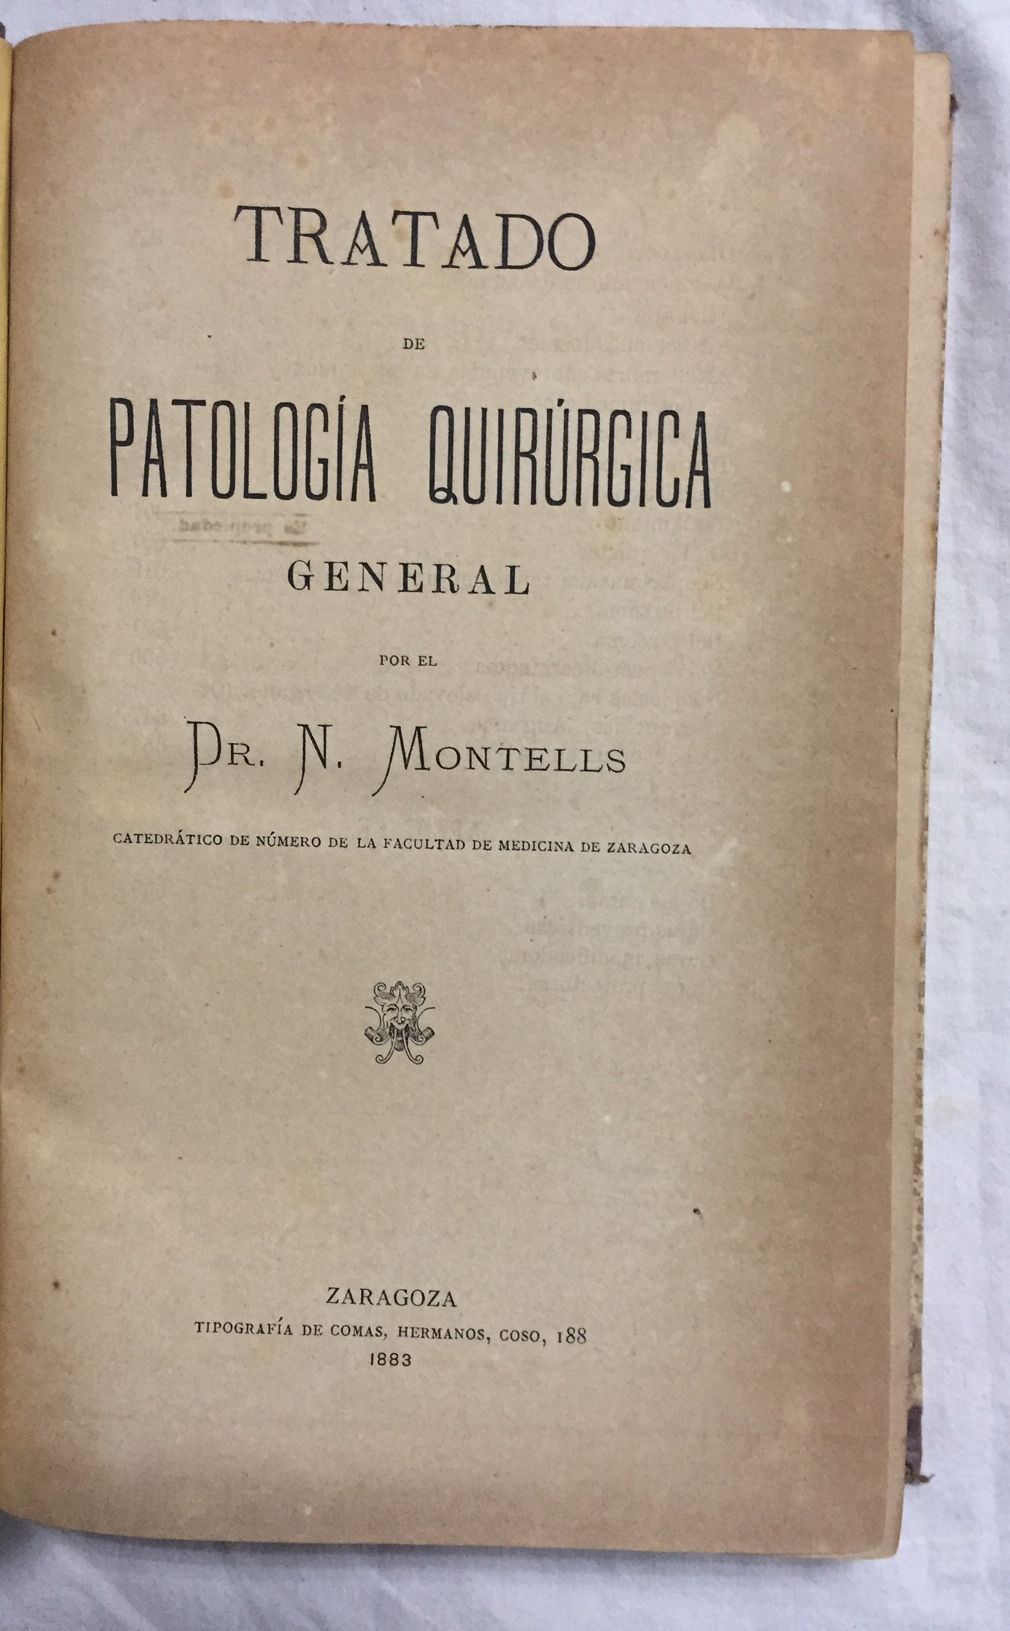 TRATADO
DE
PATOLOGÍA QUIRÚRGICA
GENERAL
POR EL
DR. N. MONTELLS
CATEDRÁTICO DE NÚMERO DE LA FACULTAD DE MEDICINA DE ZARAGOZA
ZARAGOZA
TIPOGRAFÍA DE COMAS, HERMANOS, COSO, 188
1883